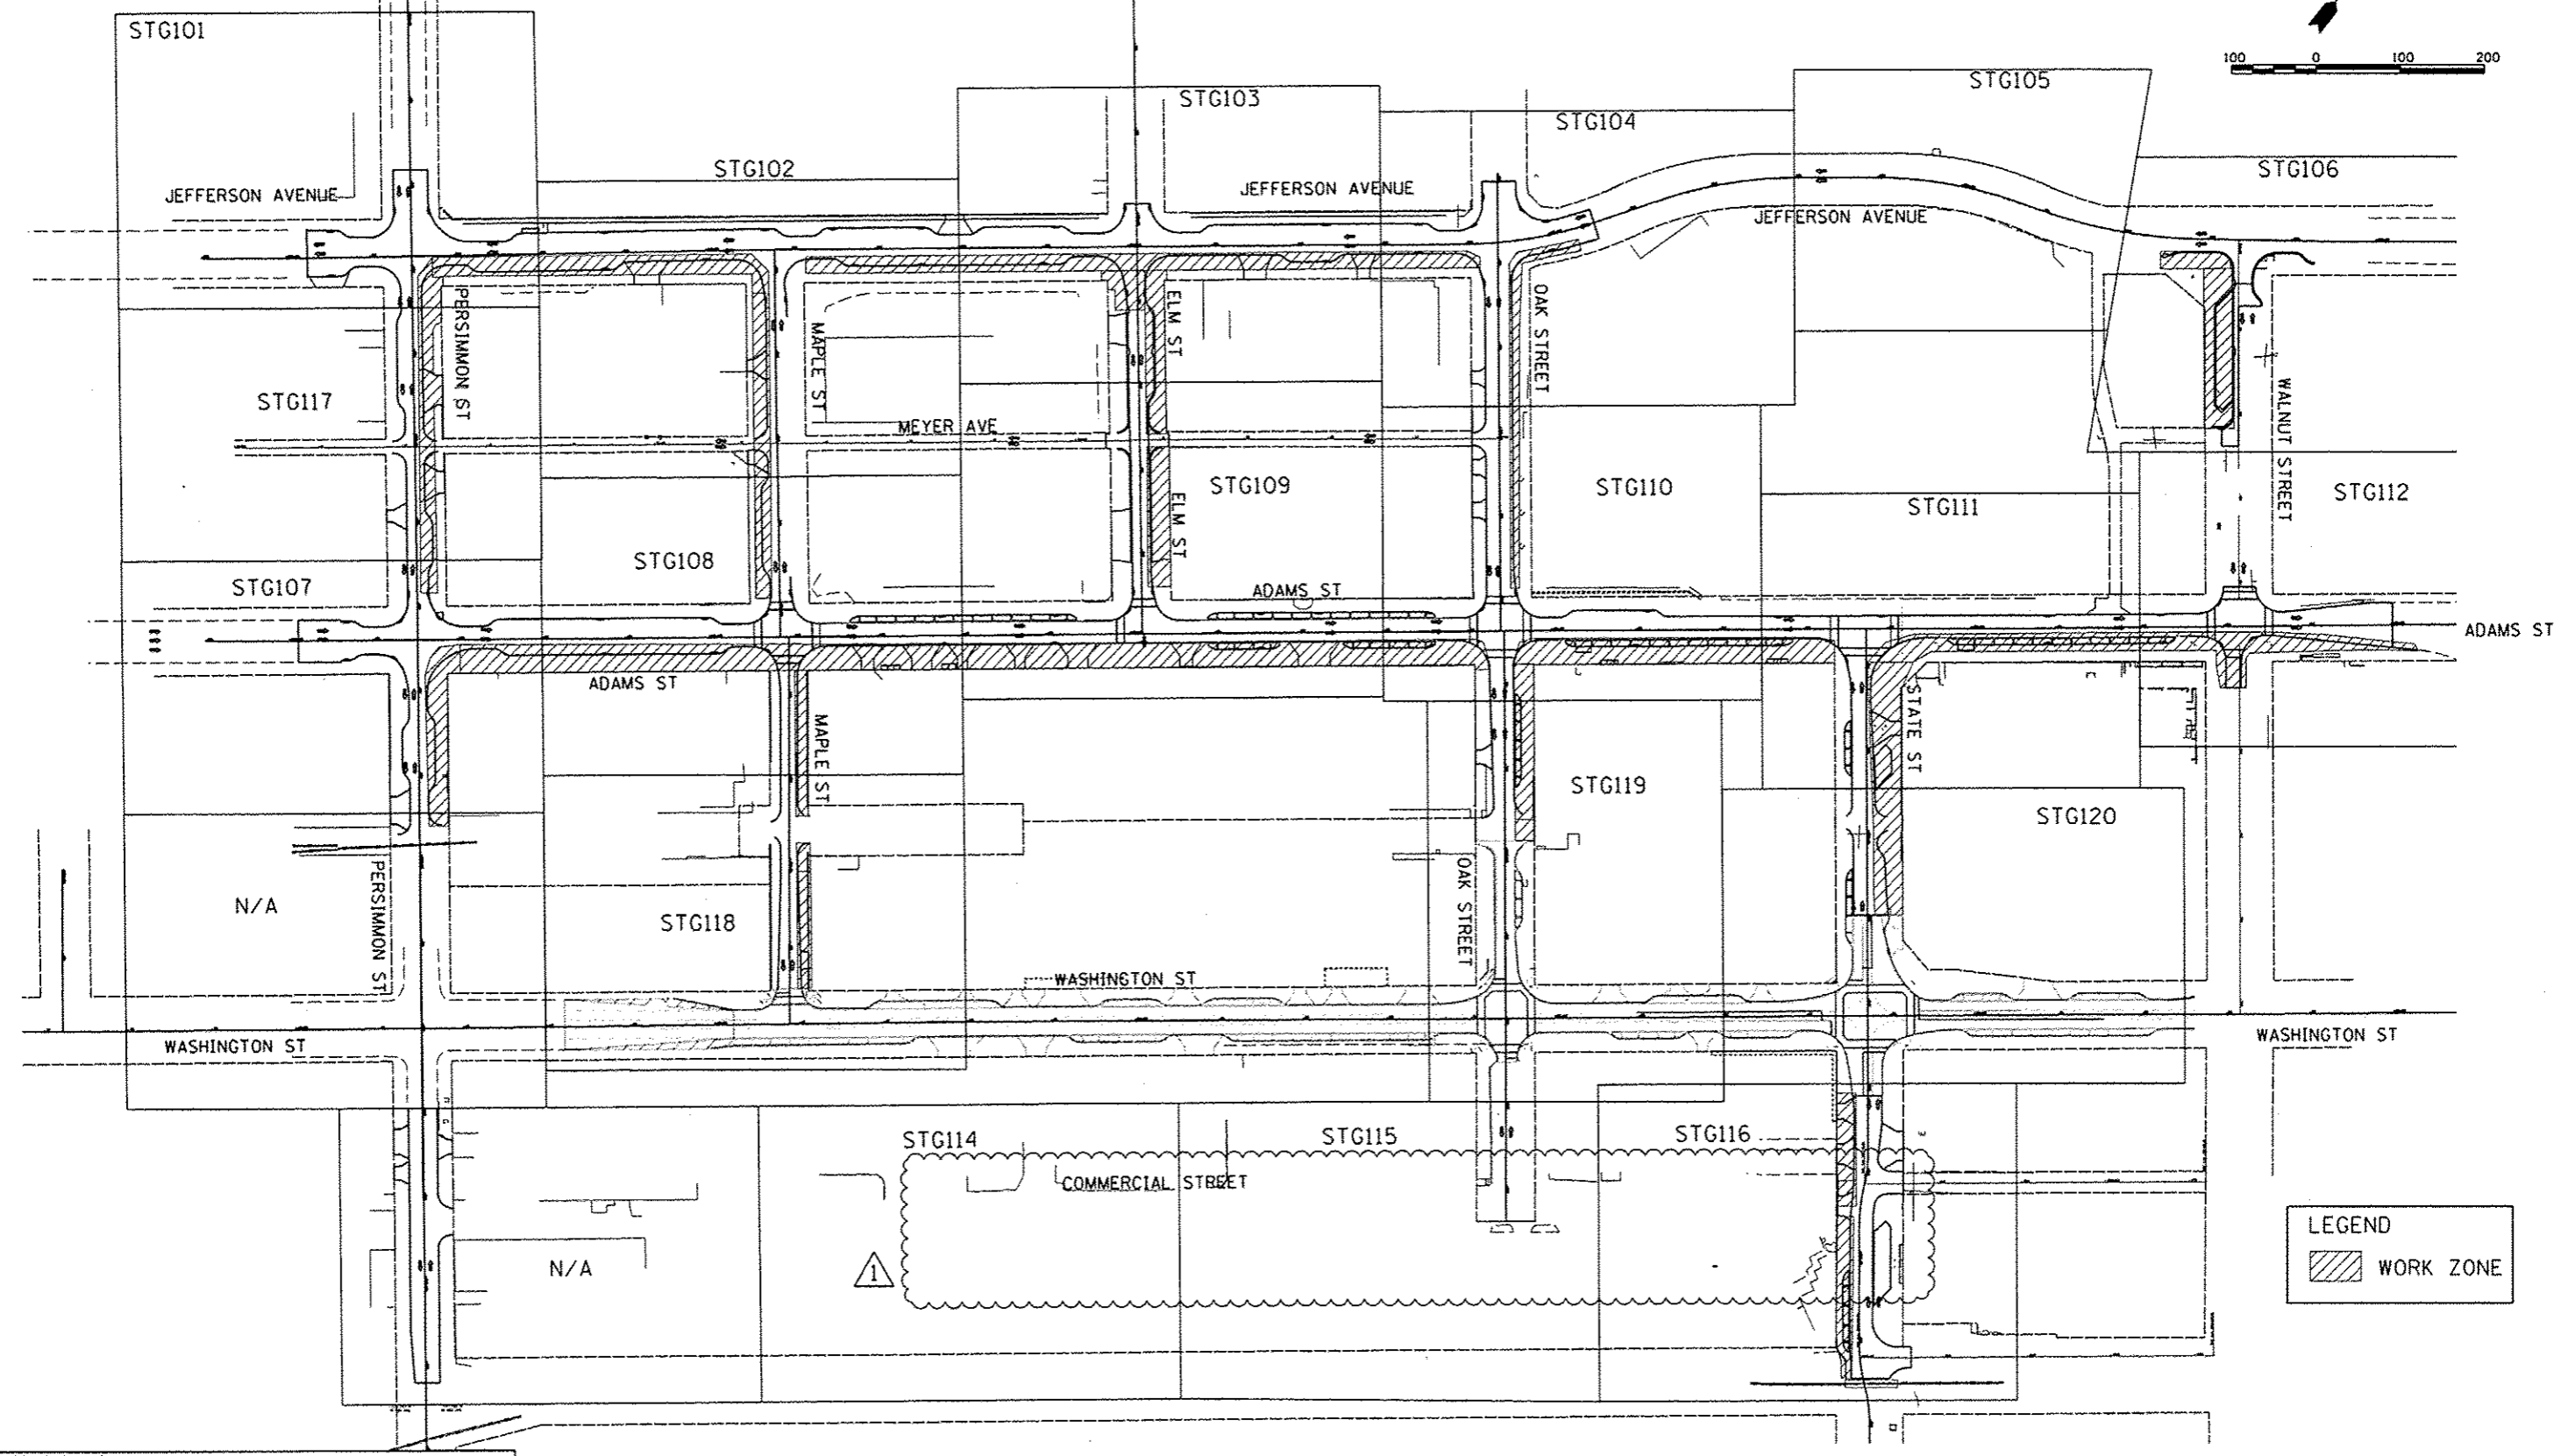 STG101
100 0 100 200
STG103
STG105
STG104
STG102
STG106
JEFFERSON AVENUE
JEFFERSON AVENUE
JEFFERSON AVENUE
PERSIMMON ST
MAPLE ST
ELM ST
OAK STREET
WALNUT STREET
STG117
MEYER AVE
STG109
STG110
STG111
STG112
ELM ST
STG108
STG107
ADAMS ST
ADAMS ST
ADAMS ST
MAPLE ST
STATE ST
STG119
STG120
PERSIMMON ST
OAK STREET
N/A
STG118
WASHINGTON ST
WASHINGTON ST
WASHINGTON ST
STG114
STG115
STG116
COMMERCIAL STREET
N/A
1
LEGEND
WORK ZONE